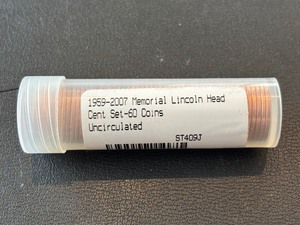 1959-2007 Memorial Lincoln Head
Cent Set-60 Coins
Uncirculated
ST409J